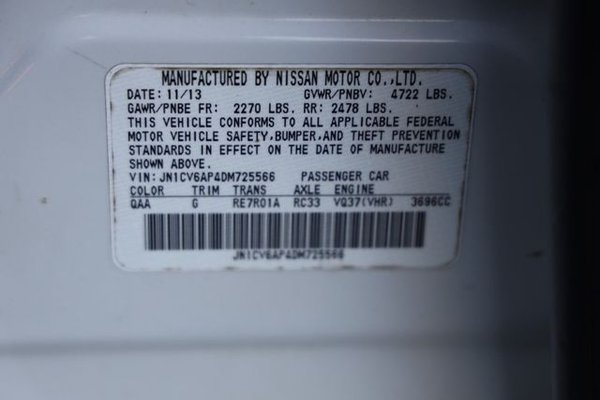 MANUFACTURED BY NISSAN MOTOR CO.,LTD.
DATE: 11/13 GVWR/PNBV: 4722 LBS.
GAWR/PNBE FR: 2270 LBS. RR: 2478 LBS.
THIS VEHICLE CONFORMS TO ALL APPLICABLE FEDERAL
MOTOR VEHICLE SAFETY,BUMPER,AND THEFT PREVENTION
STANDARDS IN EFFECT ON THE DATE OF MANUFACTURE
SHOWN ABOVE.
VIN: JN1CV6AP4DM725566 PASSENGER CAR
COLOR TRIM TRANS AXLE ENGINE
QAA G RE7R01A RC33 VQ37(VHR) 3696CC
JN1CV6AP4DM725566